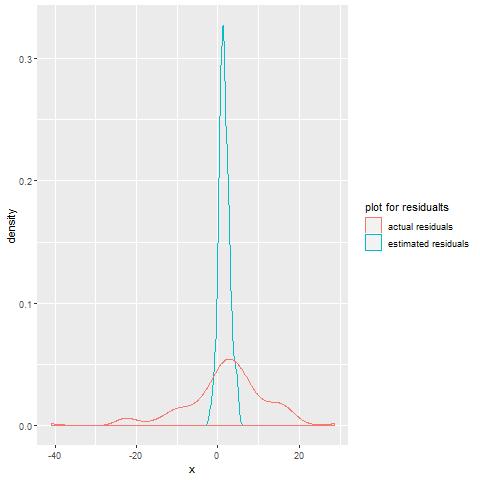 0.3
0.2
0.1
0.0
density
-40
-20
0
20
x
plot for residualts
actual residuals
estimated residuals